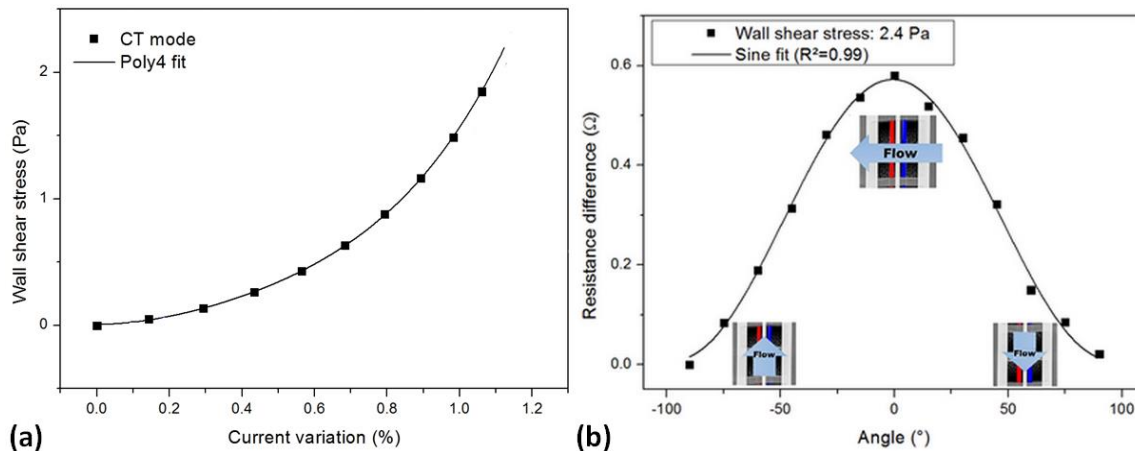 CT mode
Poly4 fit
Wall shear stress (Pa)
2
1
0
0.0 0.2 0.4 0.6 0.8 1.0 1.2
Current variation (%)
(a)
Wall shear stress: 2.4 Pa
Sine fit (R²=0.99)
Resistance difference (Ω)
0.6
0.4
0.2
0.0
Flow
Flow
Flow
-100 -50 0 50 100
Angle (°)
(b)